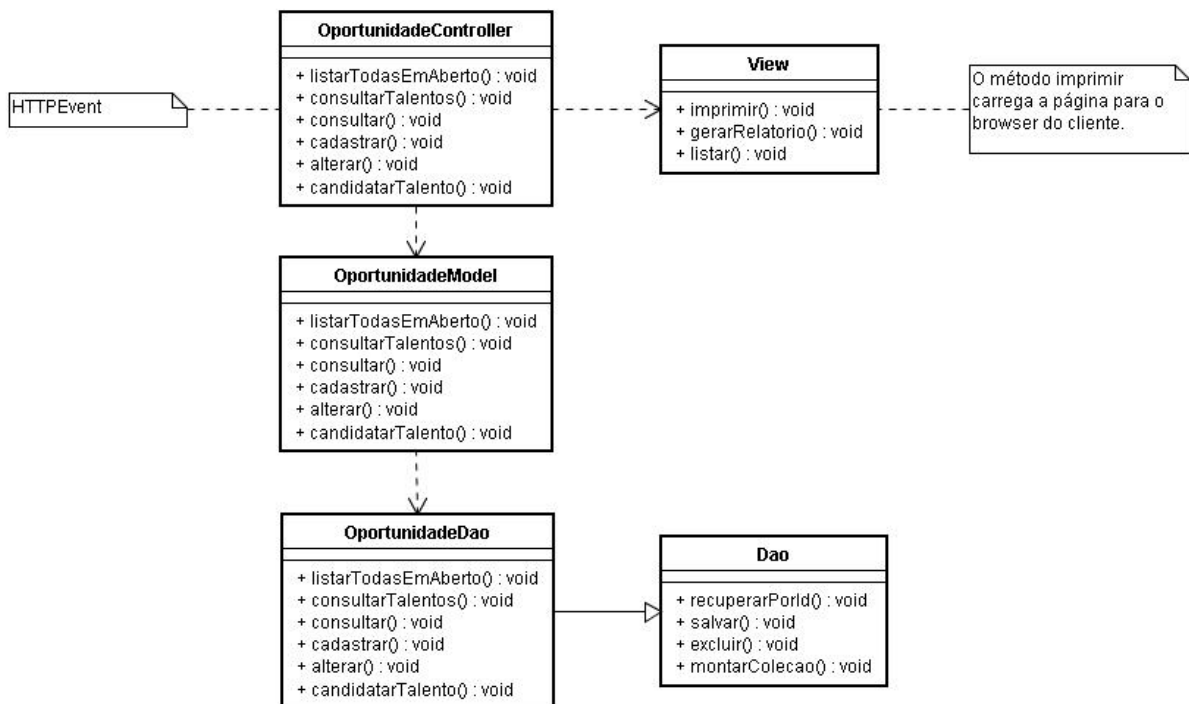 OportunidadeController
+ listarTodasEmAberto() : void
+ consultarTalentos() : void
+ consultar() : void
+ cadastrar() : void
+ alterar() : void
+ candidatarTalento() : void
HTTPEvent
View
+ imprimir() : void
+ gerarRelatorio() : void
+ listar() : void
O método imprimir
carrega a página para o
browser do cliente.
OportunidadeModel
+ listarTodasEmAberto() : void
+ consultarTalentos() : void
+ consultar() : void
+ cadastrar() : void
+ alterar() : void
+ candidatarTalento() : void
OportunidadeDao
+ listarTodasEmAberto() : void
+ consultarTalentos() : void
+ consultar() : void
+ cadastrar() : void
+ alterar() : void
+ candidatarTalento() : void
Dao
+ recuperarPorId() : void
+ salvar() : void
+ excluir() : void
+ montarColecao() : void